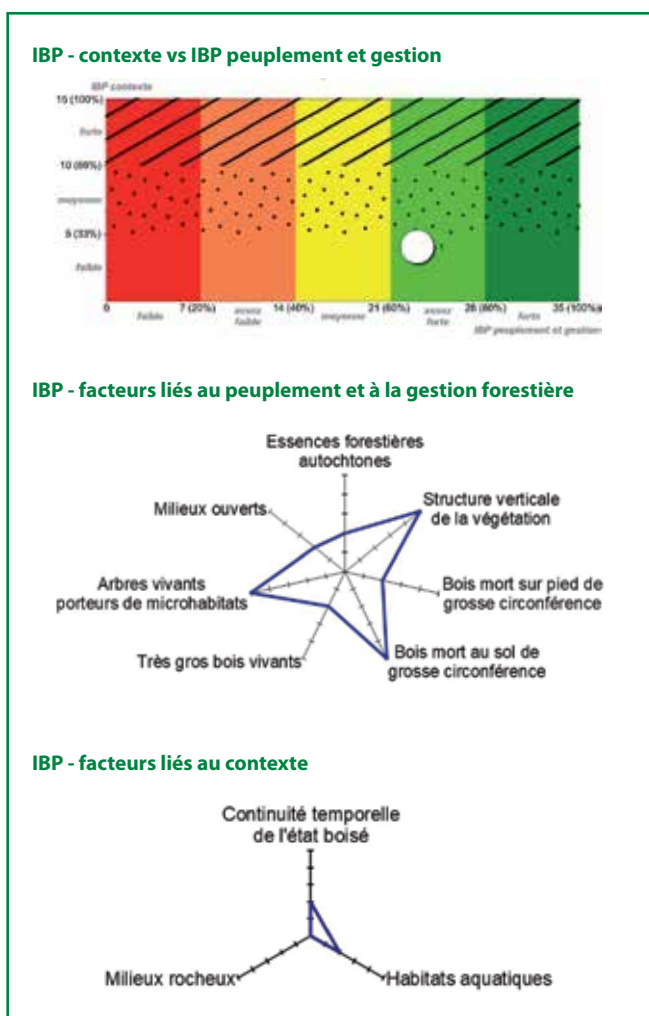 IBP - contexte vs IBP peuplement et gestion
IBP contexte
15 (100%)
forte
10 (66%)
moyenne
5 (33%)
faible
0
7 (20%)
14 (40%)
21 (60%)
28 (80%)
35 (100%)
faible
assez
faible
moyenne
assez
forte
forte
IBP peuplement et gestion
IBP - facteurs liés au peuplement et à la gestion forestière
Essences forestières
autochtones
Structure verticale
de la végétation
Milieux ouverts
Arbres vivants
porteurs de microhabitats
Bois mort sur pied de
grosse circonférence
Très gros bois vivants
Bois mort au sol de
grosse circonférence
IBP - facteurs liés au contexte
Continuité temporelle
de l'état boisé
Milieux rocheux
Habitats aquatiques